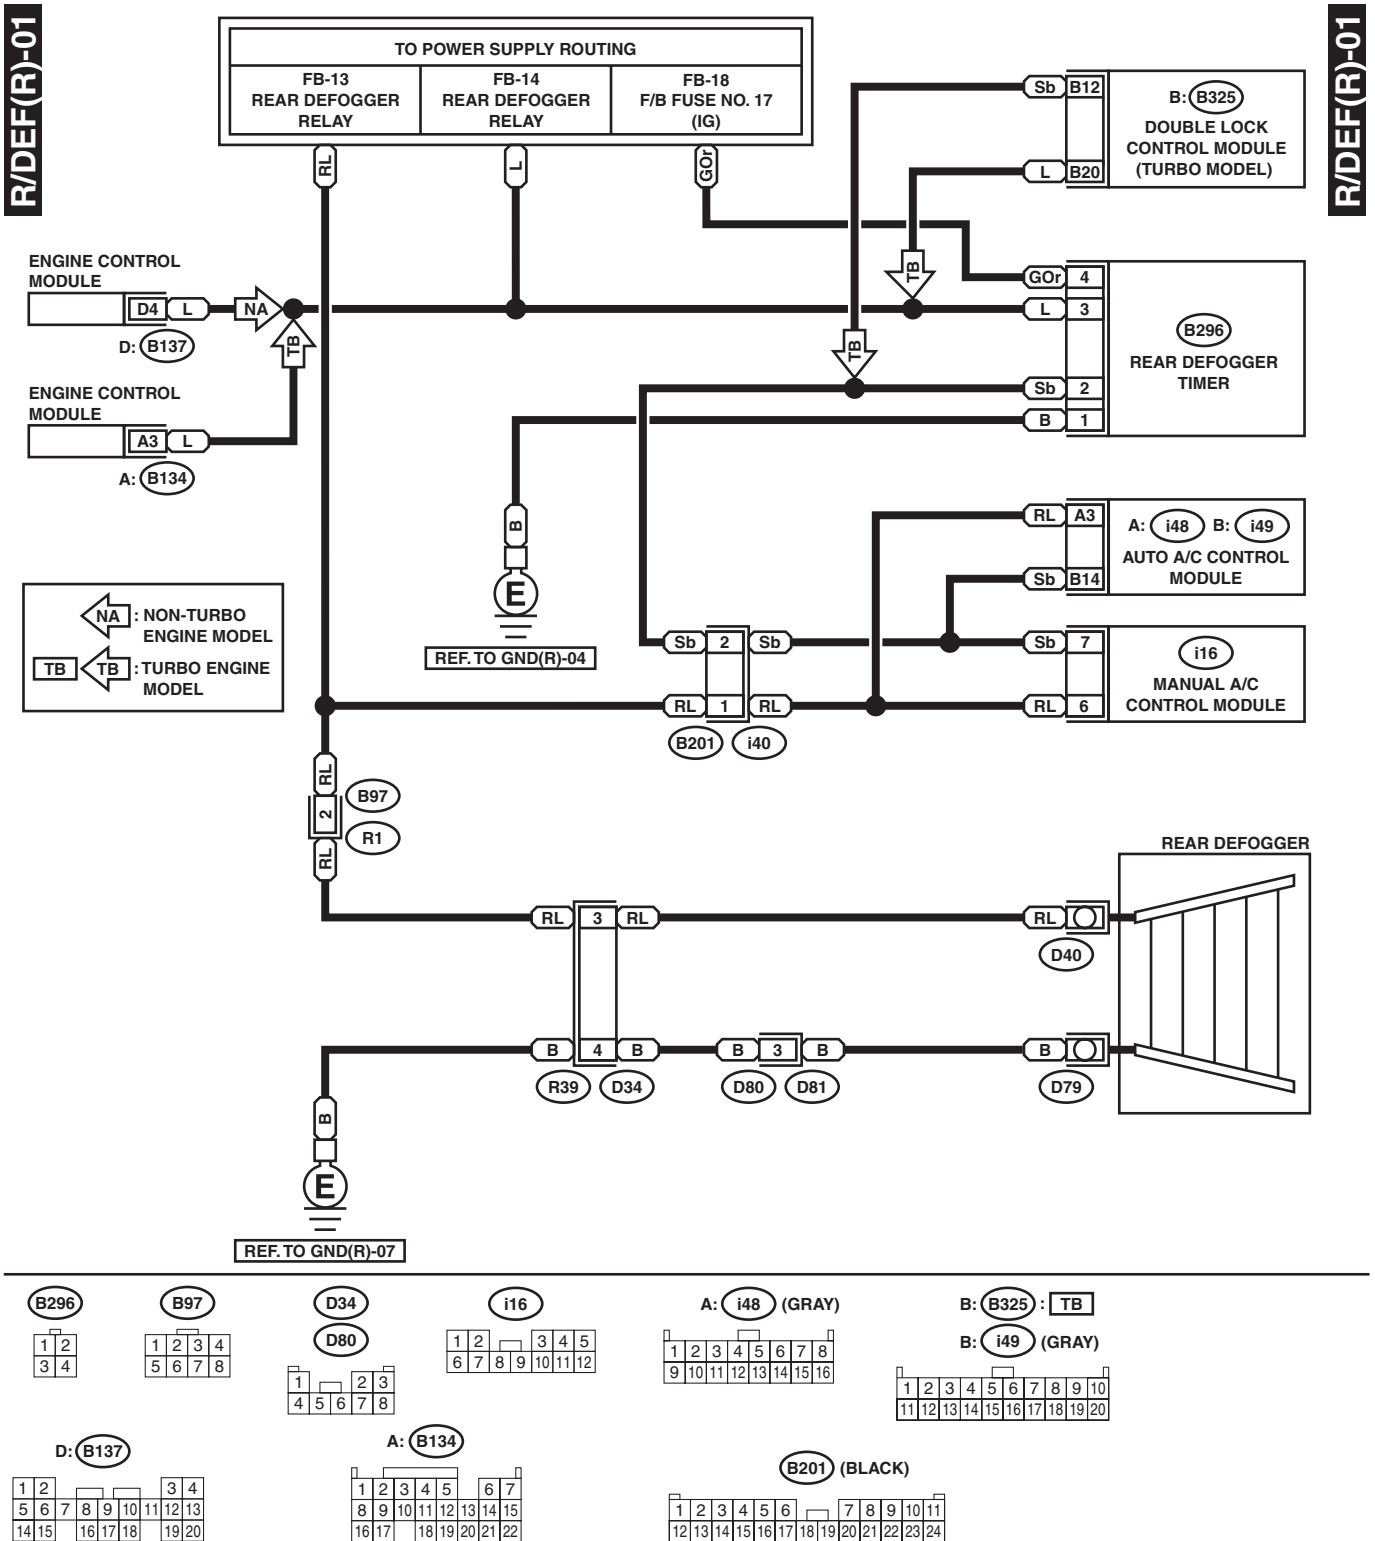 R/DEF(R)-01
R/DEF(R)-01
TO POWER SUPPLY ROUTING
FB-13
REAR DEFOGGER
RELAY
FB-14
REAR DEFOGGER
RELAY
FB-18
F/B FUSE NO. 17
(IG)
RL
L
GOr
Sb B12
L B20
B: B325
DOUBLE LOCK
CONTROL MODULE
(TURBO MODEL)
TB
ENGINE CONTROL
MODULE
D4 L
NA
D: B137
TB
ENGINE CONTROL
MODULE
A3 L
A: B134
TB
GOr 4
L 3
Sb 2
B 1
B296
REAR DEFOGGER
TIMER
B
E
REF. TO GND(R)-04
RL A3
Sb B14
A: i48 B: i49
AUTO A/C CONTROL
MODULE
NA : NON-TURBO
ENGINE MODEL
TB TB : TURBO ENGINE
MODEL
Sb 2 Sb
Sb 7
RL 1 RL
RL 6
i16
MANUAL A/C
CONTROL MODULE
B201 i40
RL
2
RL
B97
R1
REAR DEFOGGER
RL 3 RL
RL
D40
B 4 B
B 3 B
B
R39 D34
D80 D81
D79
B
E
REF. TO GND(R)-07
B296
1 2
3 4
B97
1 2 3 4
5 6 7 8
D34
D80
1 2 3
4 5 6 7 8
i16
1 2 3 4 5
6 7 8 9 10 11 12
A: i48 (GRAY)
1 2 3 4 5 6 7 8
9 10 11 12 13 14 15 16
B: B325 : TB
B: i49 (GRAY)
1 2 3 4 5 6 7 8 9 10
11 12 13 14 15 16 17 18 19 20
D: B137
1 2 3 4
5 6 7 8 9 10 11 12 13
14 15 16 17 18 19 20
A: B134
1 2 3 4 5 6 7
8 9 10 11 12 13 14 15
16 17 18 19 20 21 22
B201 (BLACK)
1 2 3 4 5 6 7 8 9 10 11
12 13 14 15 16 17 18 19 20 21 22 23 24